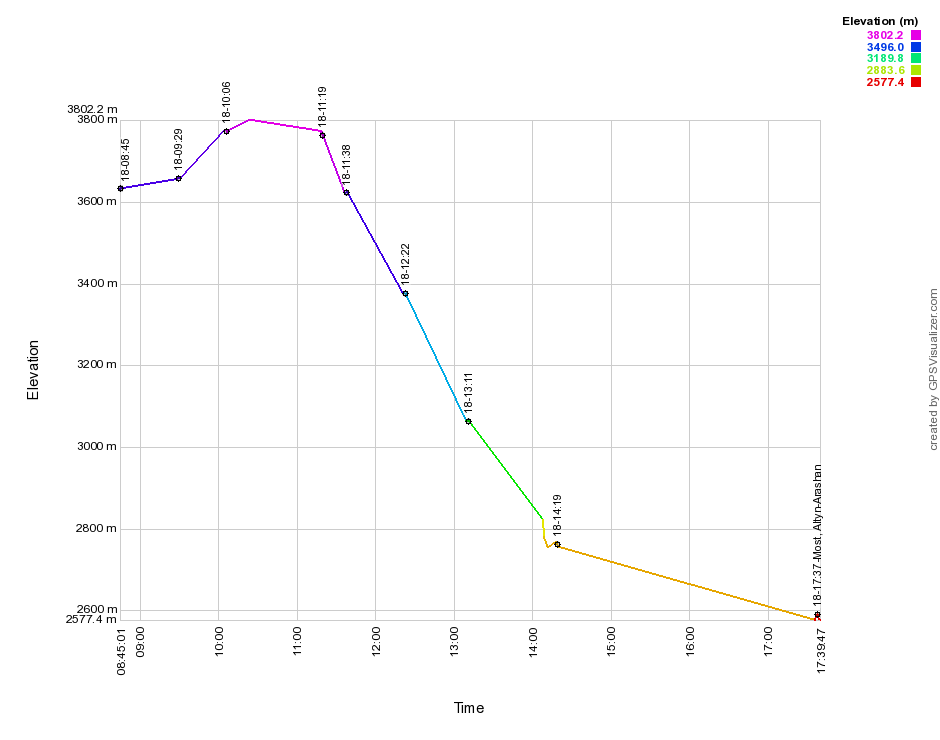 Elevation (m)
3802.2
3496.0
3189.8
2883.6
2577.4
3802.2 m
3800 m
3600 m
3400 m
3200 m
3000 m
2800 m
2600 m
2577.4 m
Elevation
18-08:45
18-09:29
18-10:06
18-11:19
18-11:38
18-12:22
18-13:11
18-14:19
18-17:37-Most, Altyn-Arashan
08:45:01
09:00
10:00
11:00
12:00
13:00
14:00
15:00
16:00
17:00
17:39:47
Time
created by GPSVisualizer.com